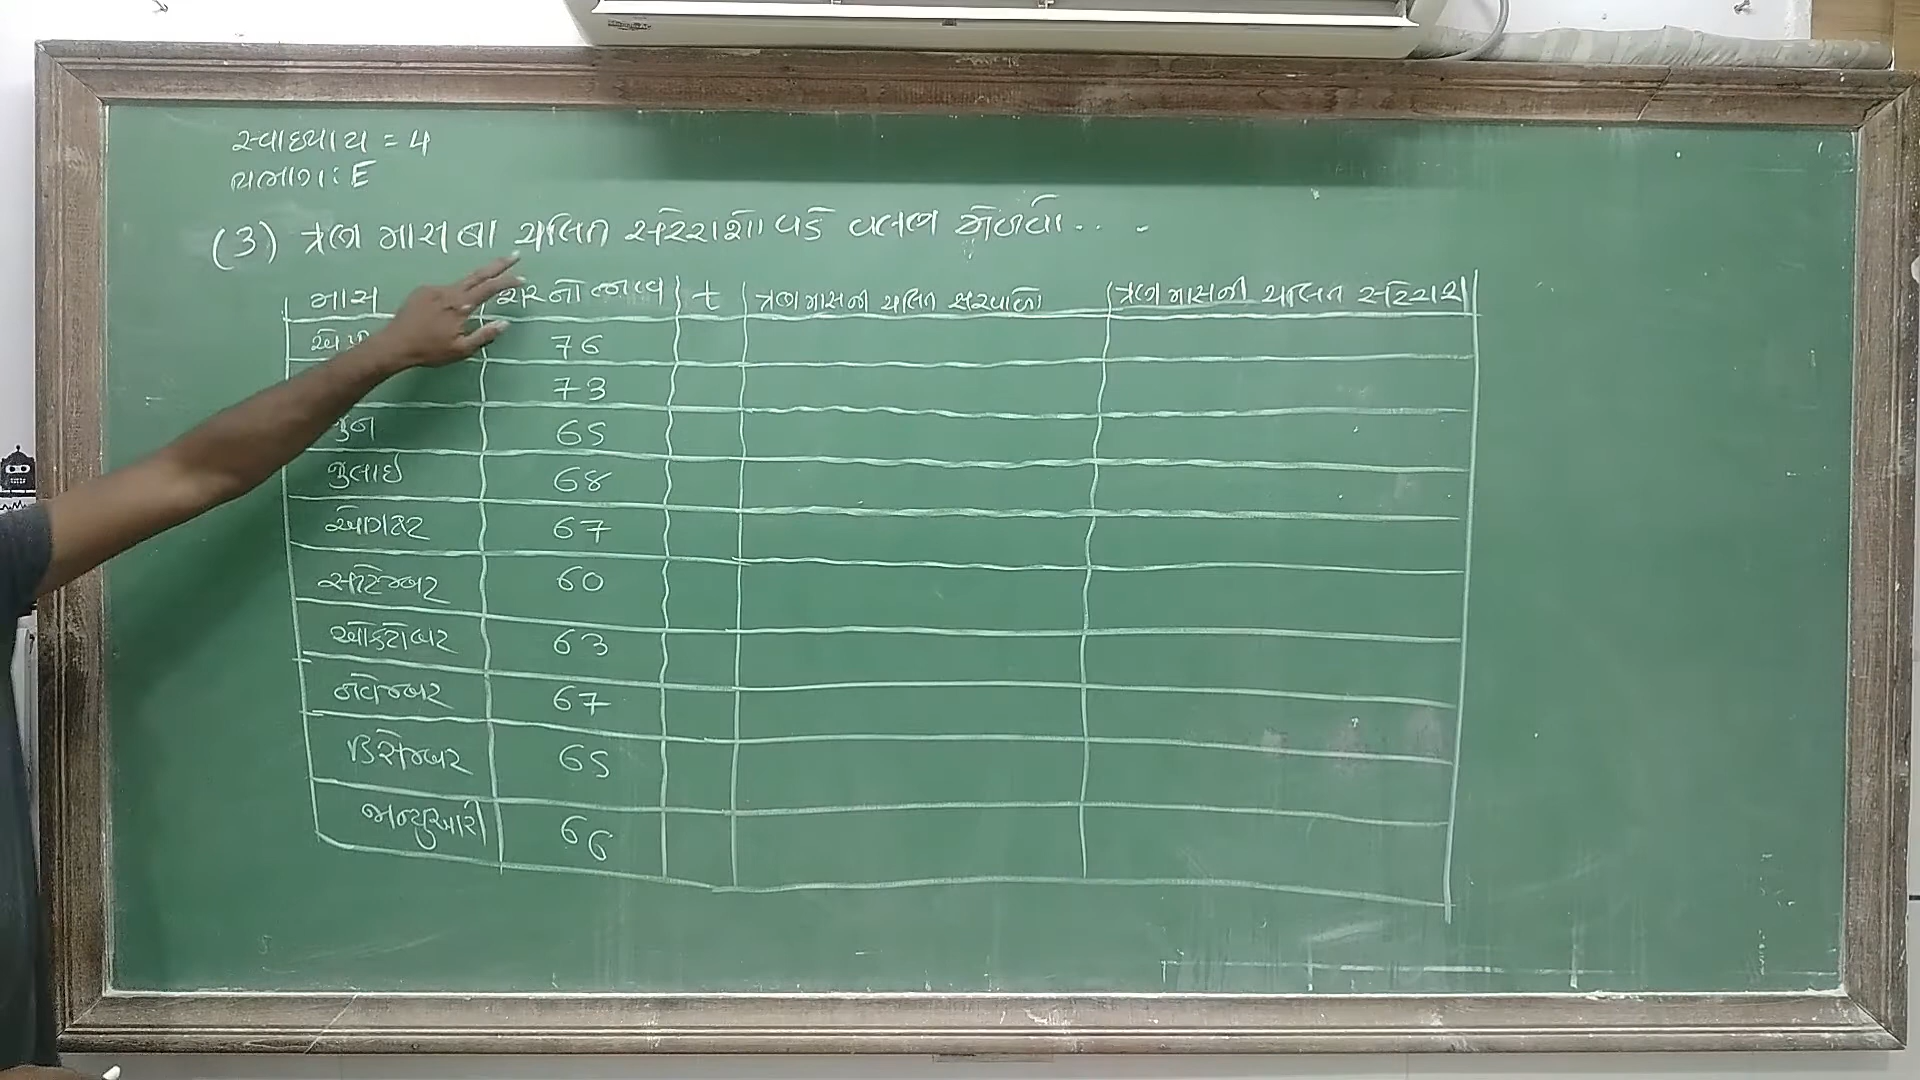 સ્વાધ્યાય = 4
વિભાગ: E
(3) ત્રણ માસના ચલિત સરેરાશો વડે વલણ મેળવો. . .
માસ શેરનો ભાવ t ત્રણ માસની ચલિત સરવાળો ત્રણ માસની ચલિત સરેરાશ
76
73
જુન 65
જુલાઇ 68
ઓગષ્ટ 67
સપ્ટેમ્બર 60
ઓક્ટોબર 63
નવેમ્બર 67
ડિસેમ્બર 65
જાન્યુઆરી 66